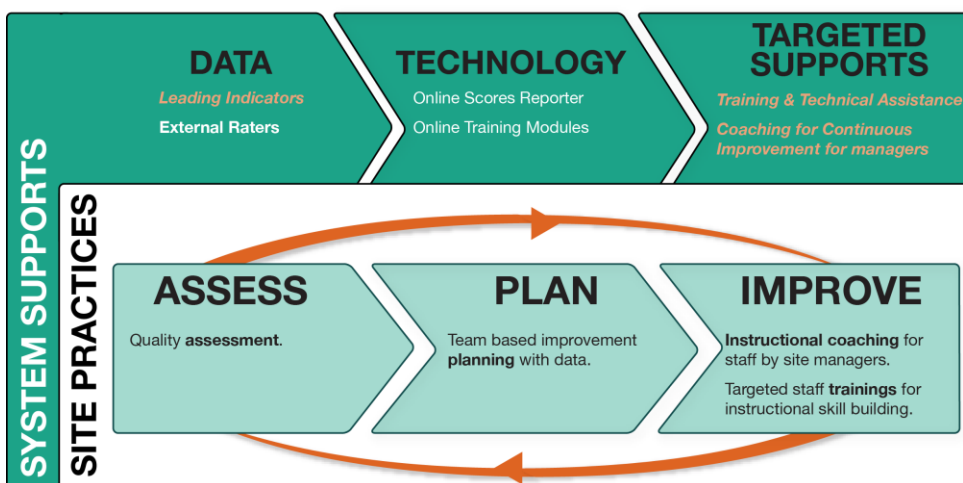 SYSTEM SUPPORTS
DATA
Leading Indicators
External Raters
TECHNOLOGY
Online Scores Reporter
Online Training Modules
TARGETED
SUPPORTS
Training & Technical Assistance
Coaching for Continuous
Improvement for managers
SITE PRACTICES
ASSESS
Quality assessment.
PLAN
Team based improvement
planning with data.
IMPROVE
Instructional coaching for
staff by site managers.
Targeted staff trainings for
instructional skill building.